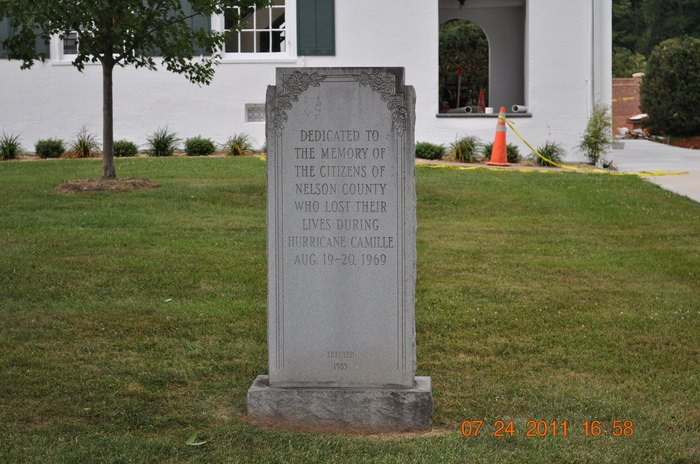 DEDICATED TO
THE MEMORY OF
THE CITIZENS OF
NELSON COUNTY
WHO LOST THEIR
LIVES DURING
HURRICANE CAMILLE
AUG. 19-20, 1969
ERECTED
1985
07 24 2011 16 58